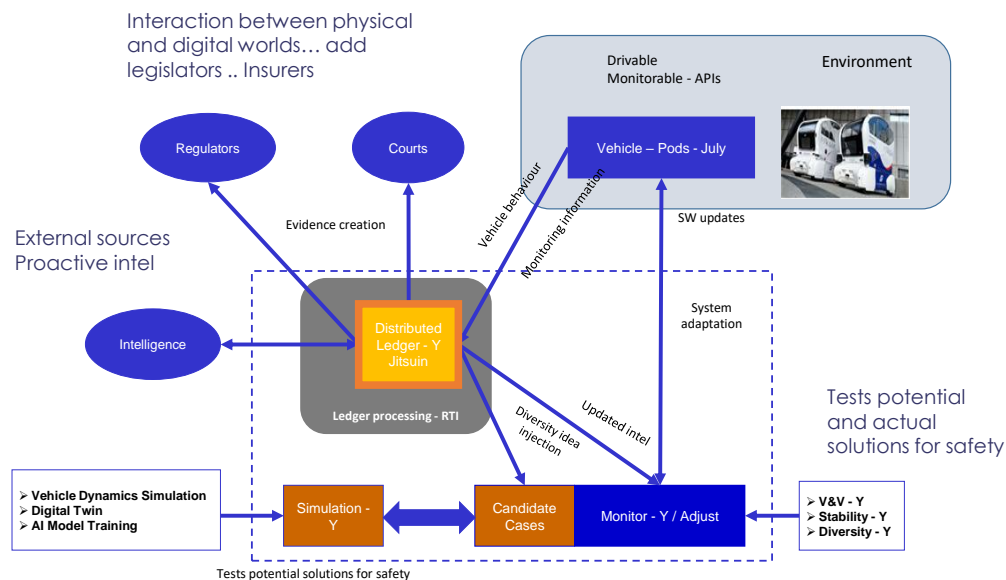 Interaction between physical
and digital worlds… add
legislators .. Insurers
Drivable
Monitorable - APIs
Environment
Vehicle – Pods - July
Regulators
Courts
Evidence creation
Vehicle behaviour
Monitoring information
SW updates
External sources
Proactive intel
System
adaptation
Intelligence
Distributed
Ledger - Y
Jitsuin
Ledger processing - RTI
Diversity idea
injection
Updated intel
Tests potential
and actual
solutions for safety
➢ Vehicle Dynamics Simulation
➢ Digital Twin
➢ AI Model Training
Simulation -
Y
Candidate
Cases
Monitor - Y / Adjust
➢ V&V - Y
➢ Stability - Y
➢ Diversity - Y
Tests potential solutions for safety